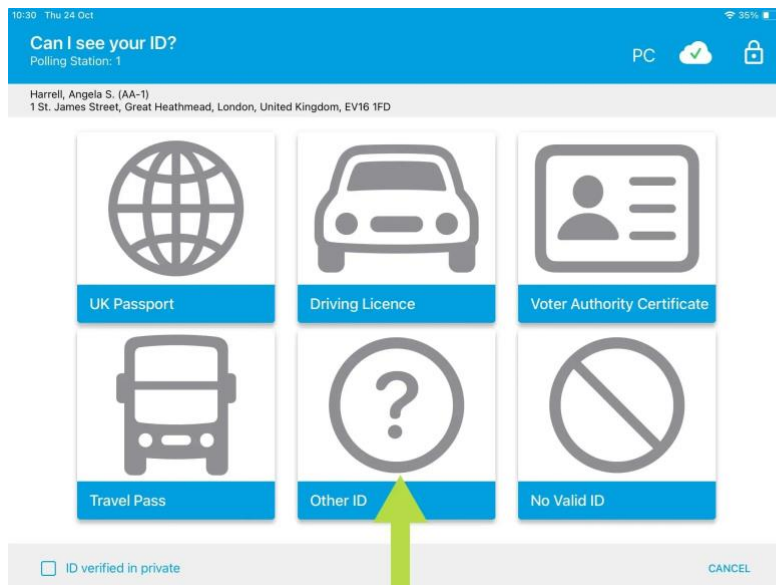 10:30 Thu 24 Oct
35%
Can I see your ID?
Polling Station: 1
PC
Harrell, Angela S. (AA-1)
1 St. James Street, Great Heathmead, London, United Kingdom, EV16 1FD
UK Passport
Driving Licence
Voter Authority Certificate
?
Travel Pass
Other ID
No Valid ID
ID verified in private
CANCEL